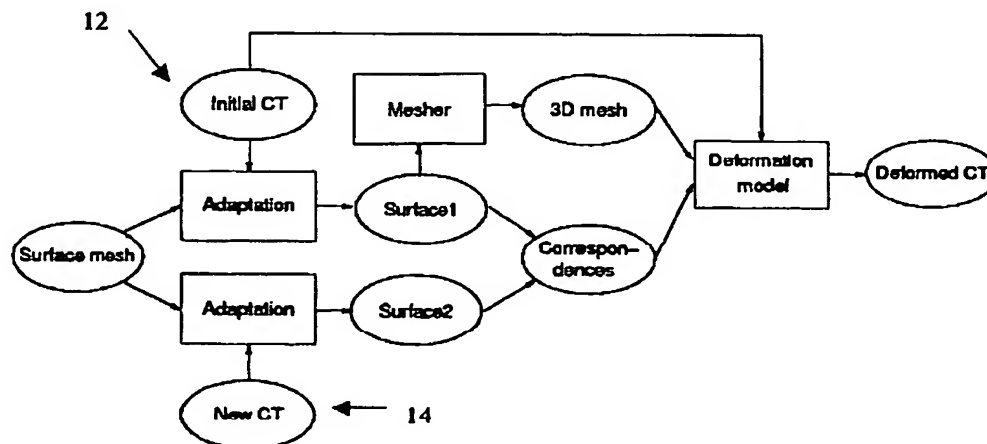 12
Initial CT
Mesher
3D mesh
Deformation
model
Deformed CT
Adaptation
Surface1
Surface mesh
Correspon-
dences
Adaptation
Surface2
New CT
14